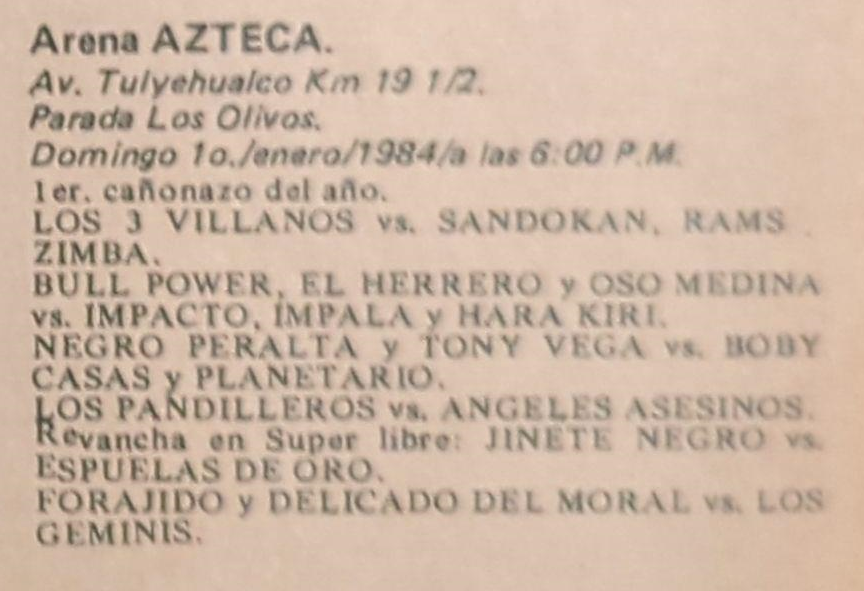 Arena AZTECA.
Av. Tulyehualco Km 19 1/2.
Parada Los Olivos.
Domingo 1o./enero/1984/a las 6:00 P.M.
1er. cañonazo del año.
LOS 3 VILLANOS vs. SANDOKAN, RAMS
ZIMBA.
BULL POWER, EL HERRERO y OSO MEDINA
vs. IMPACTO, IMPALA y HARA KIRI.
NEGRO PERALTA y TONY VEGA vs. BOBY
CASAS y PLANETARIO.
LOS PANDILLEROS vs. ANGELES ASESINOS.
Revancha en Super libre: JINETE NEGRO vs.
ESPUELAS DE ORO.
FORAJIDO y DELICADO DEL MORAL vs. LOS
GEMINIS.